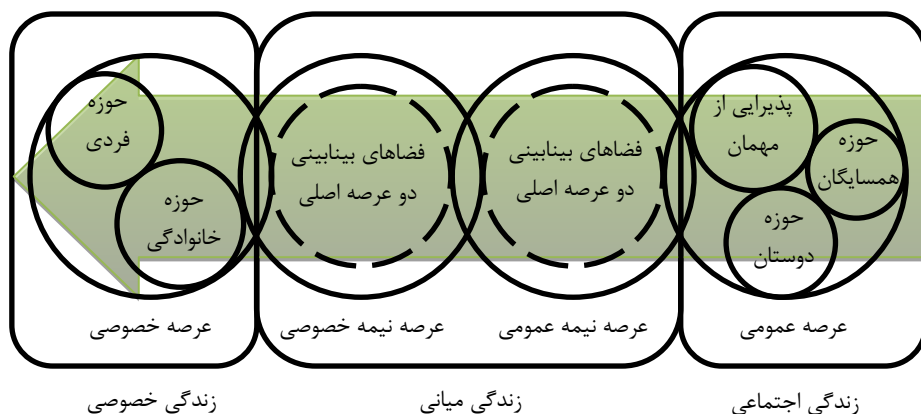 پذیرایی از
مهمان
حوزه
همسایگان
حوزه
دوستان
فضاهای بینابینی
دو عرصه اصلی
فضاهای بینابینی
دو عرصه اصلی
حوزه
فردی
حوزه
خانوادگی
عرصه عمومی
عرصه نیمه عمومی
عرصه نیمه خصوصی
عرصه خصوصی
زندگی اجتماعی
زندگی میانی
زندگی خصوصی